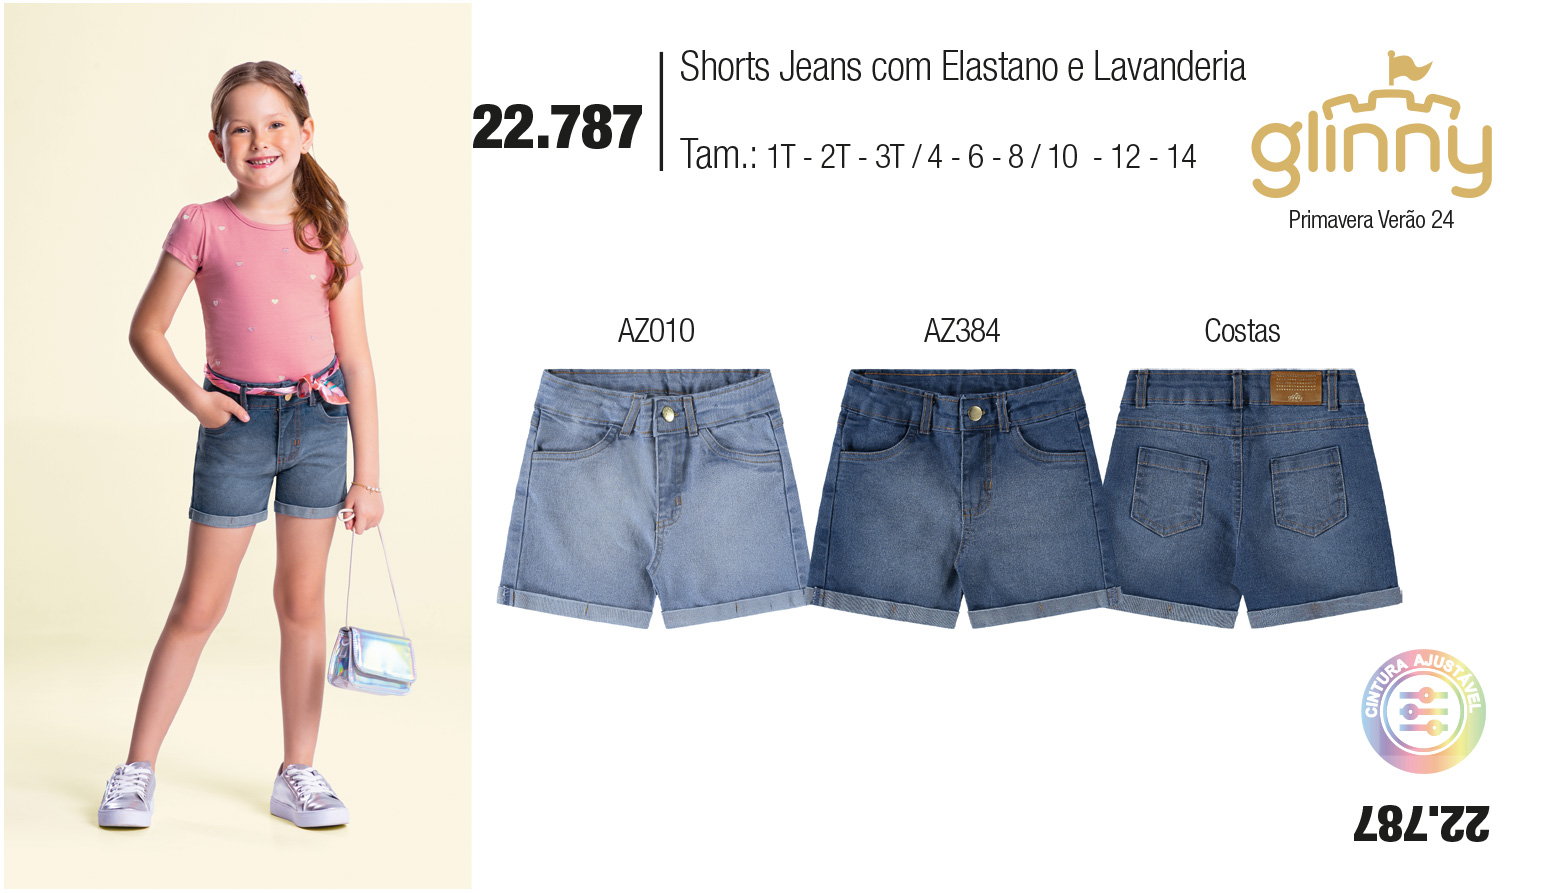 22.787
Shorts Jeans com Elastano e Lavanderia
Tam.: 1T - 2T - 3T / 4 - 6 - 8 / 10 - 12 - 14
glinny
Primavera Verão 24
AZ010
AZ384
Costas
glinny
CINTURA AJUSTÁVEL
22.787